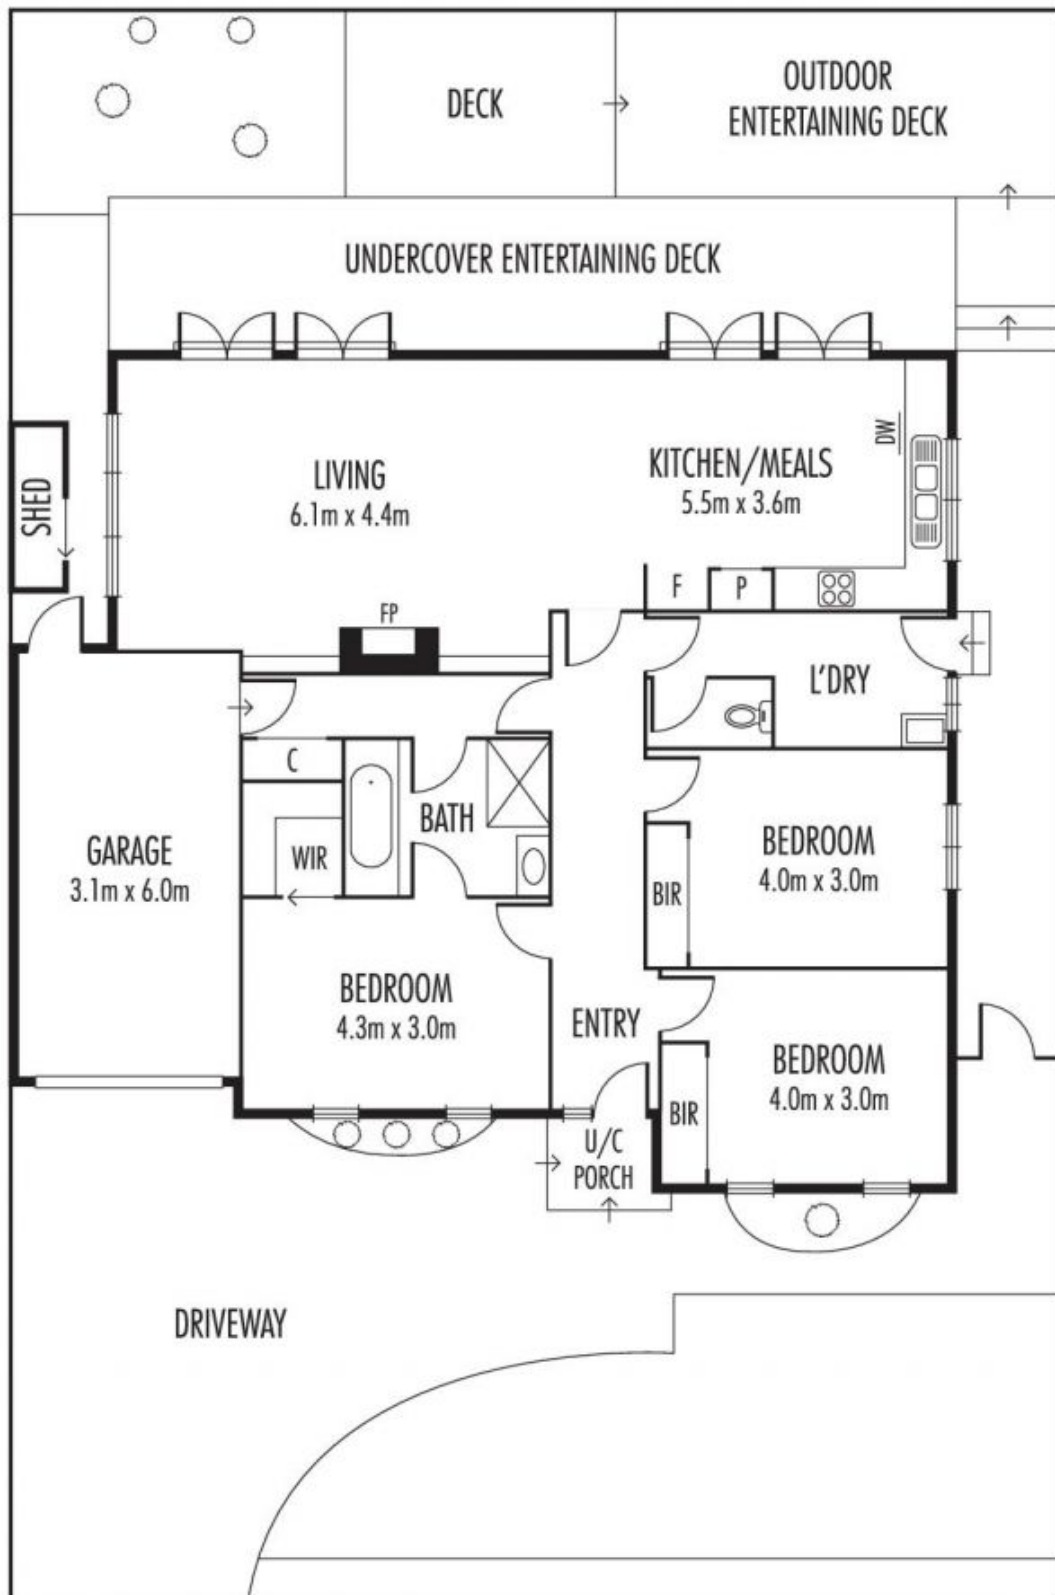 DECK
OUTDOOR
ENTERTAINING DECK
UNDERCOVER ENTERTAINING DECK
SHED
LIVING
6.1m x 4.4m
KITCHEN/MEALS
5.5m x 3.6m
DW
F
P
FP
L'DRY
C
BATH
WIR
GARAGE
3.1m x 6.0m
BEDROOM
4.0m x 3.0m
BIR
BEDROOM
4.3m x 3.0m
ENTRY
BEDROOM
4.0m x 3.0m
BIR
U/C
PORCH
DRIVEWAY